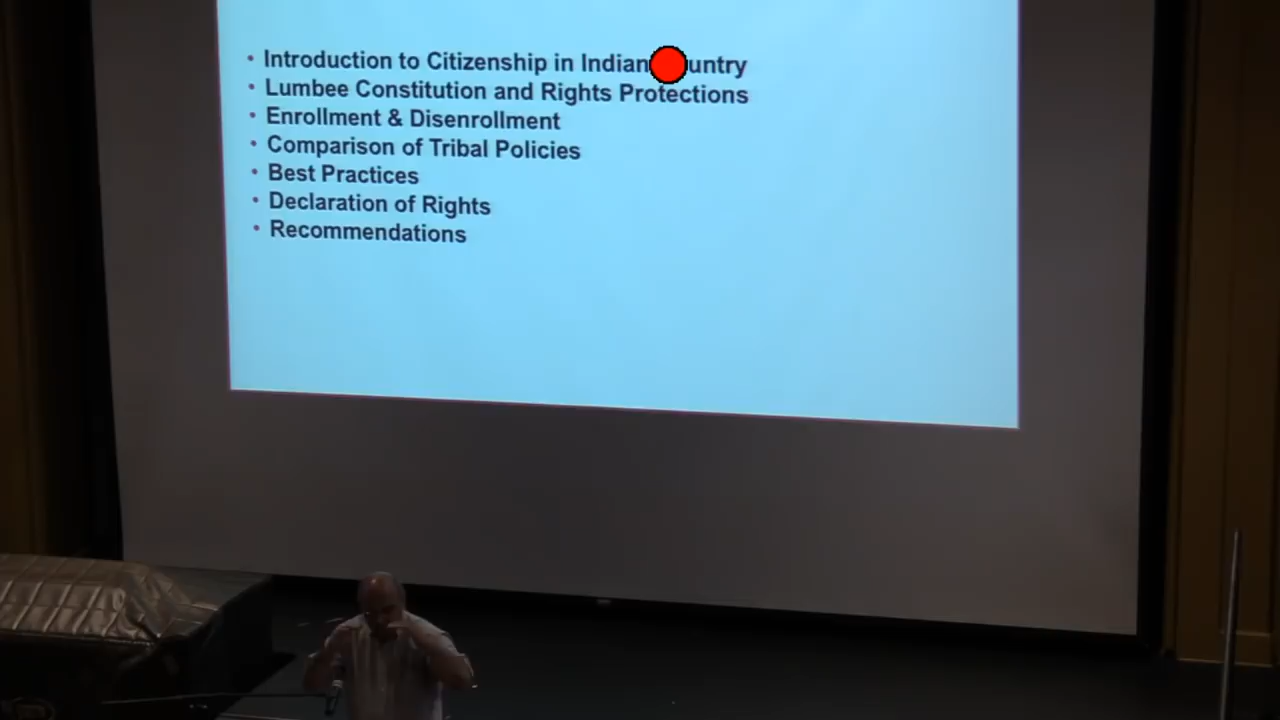 • Introduction to Citizenship in Indian untry
• Lumbee Constitution and Rights Protections
• Enrollment & Disenrollment
• Comparison of Tribal Policies
• Best Practices
• Declaration of Rights
• Recommendations